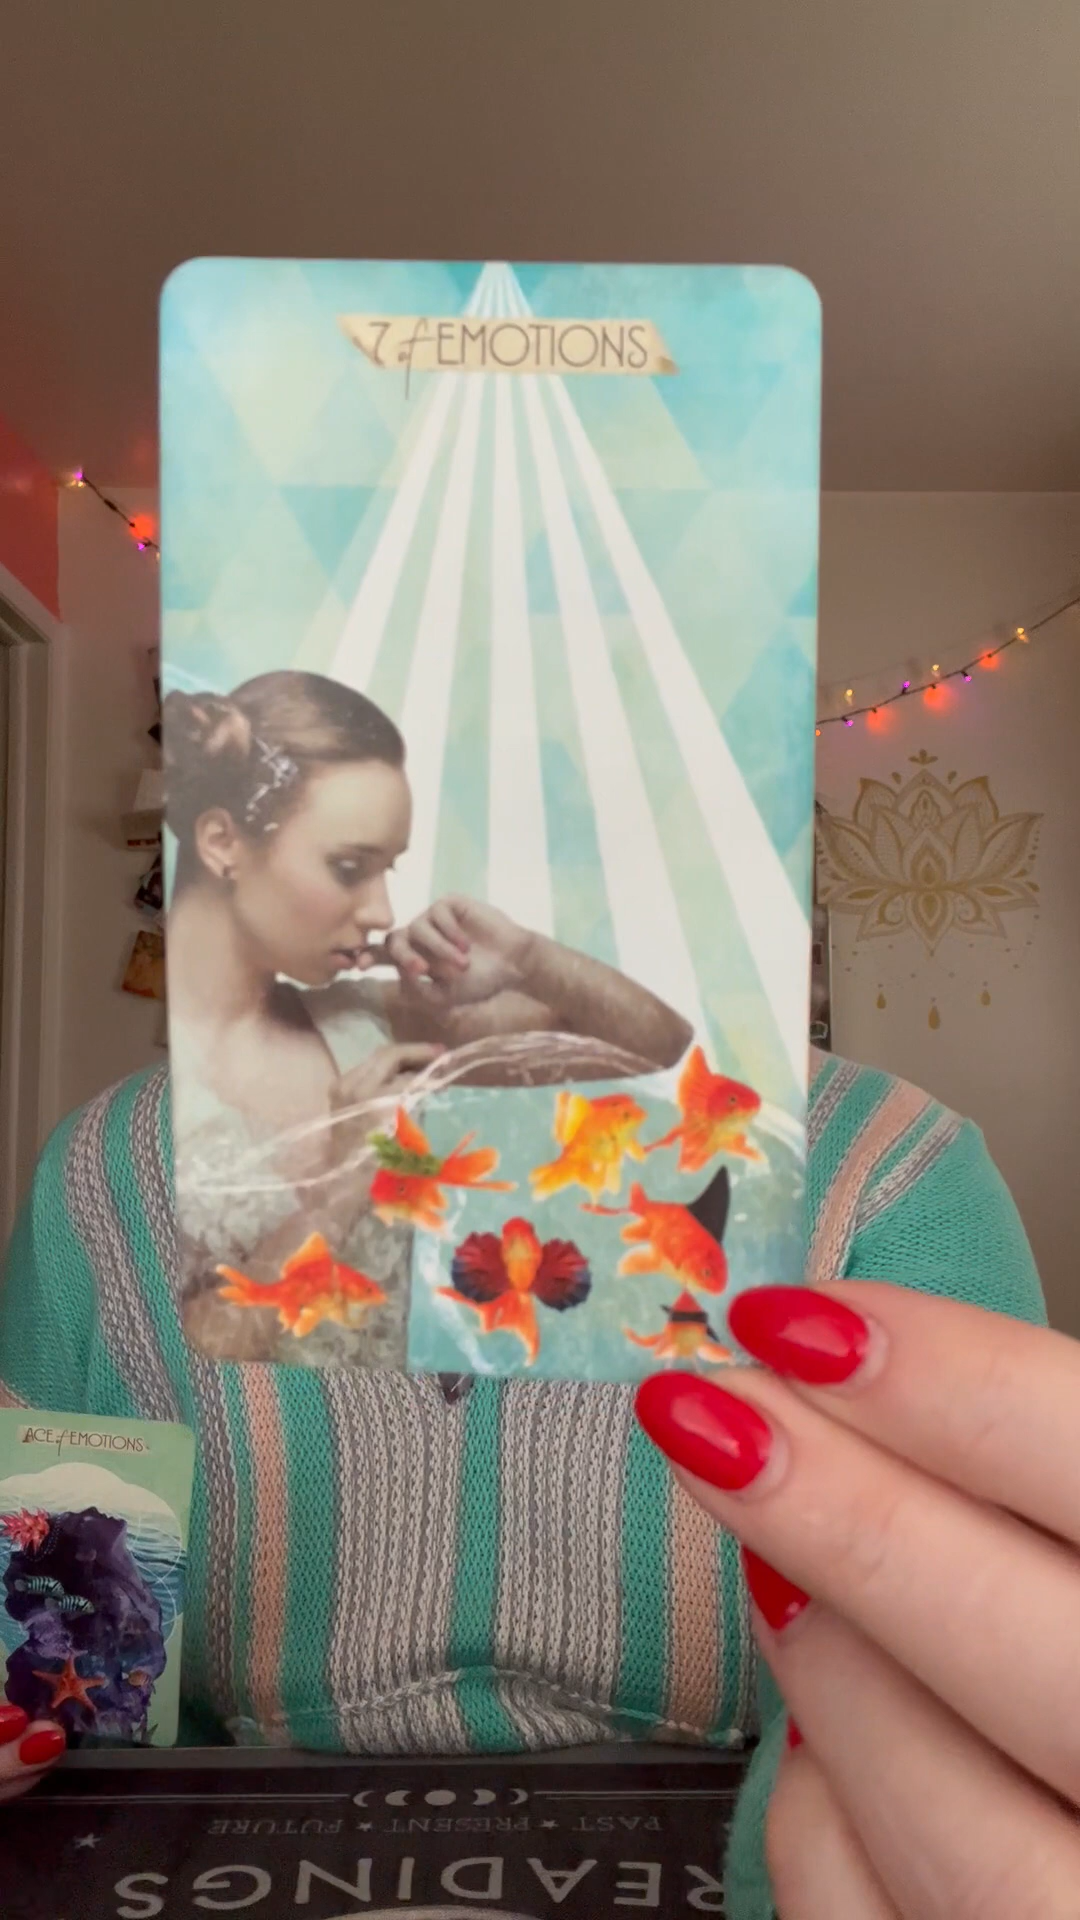 7 of EMOTIONS
ACE of EMOTIONS
PAST ★ PRESENT ★ FUTURE
READINGS